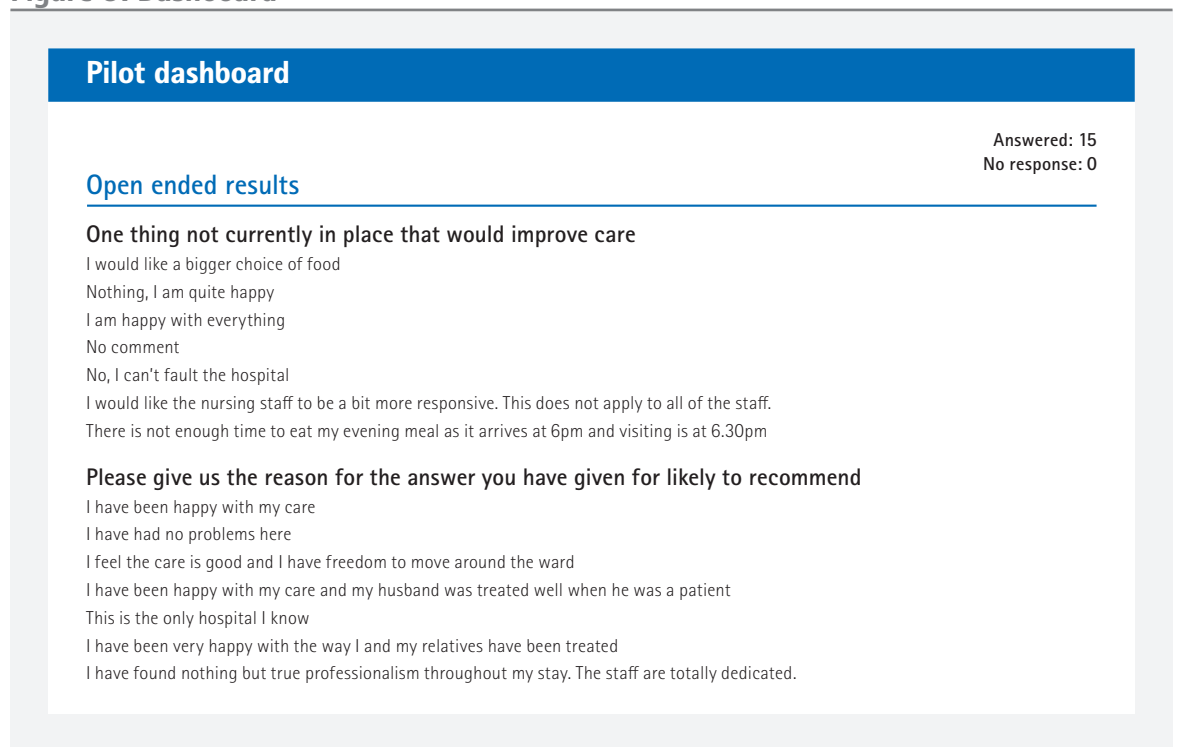 Pilot dashboard
Answered: 15
No response: 0
Open ended results
One thing not currently in place that would improve care
I would like a bigger choice of food
Nothing, I am quite happy
I am happy with everything
No comment
No, I can't fault the hospital
I would like the nursing staff to be a bit more responsive. This does not apply to all of the staff.
There is not enough time to eat my evening meal as it arrives at 6pm and visiting is at 6.30pm
Please give us the reason for the answer you have given for likely to recommend
I have been happy with my care
I have had no problems here
I feel the care is good and I have freedom to move around the ward
I have been happy with my care and my husband was treated well when he was a patient
This is the only hospital I know
I have been very happy with the way I and my relatives have been treated
I have found nothing but true professionalism throughout my stay. The staff are totally dedicated.